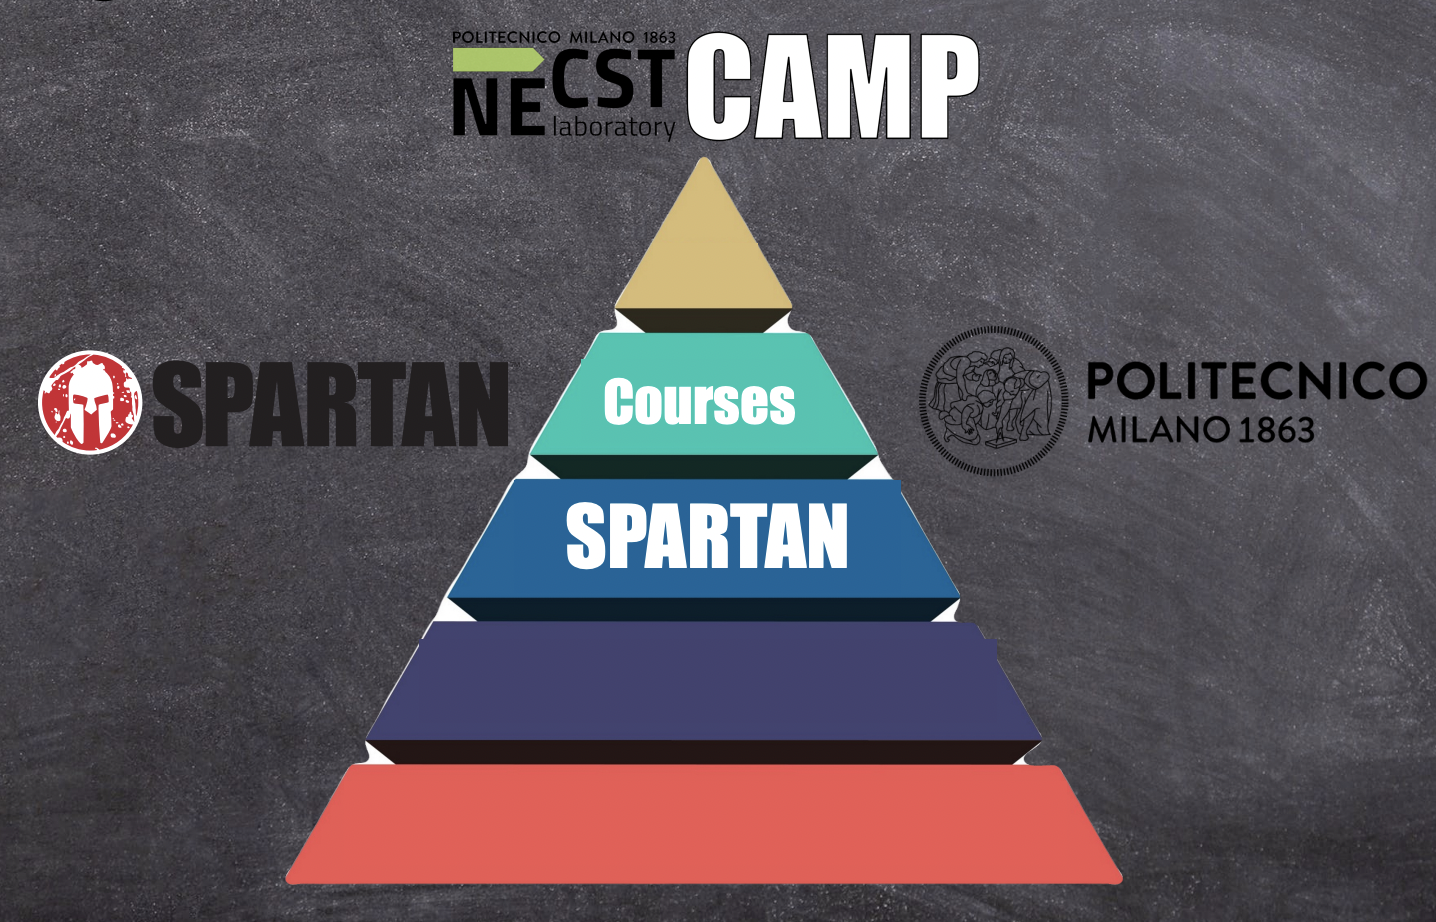 POLITECNICO MILANO 1863
NECST
laboratory
CAMP
SPARTAN
Courses
POLITECNICO
MILANO 1863
SPARTAN